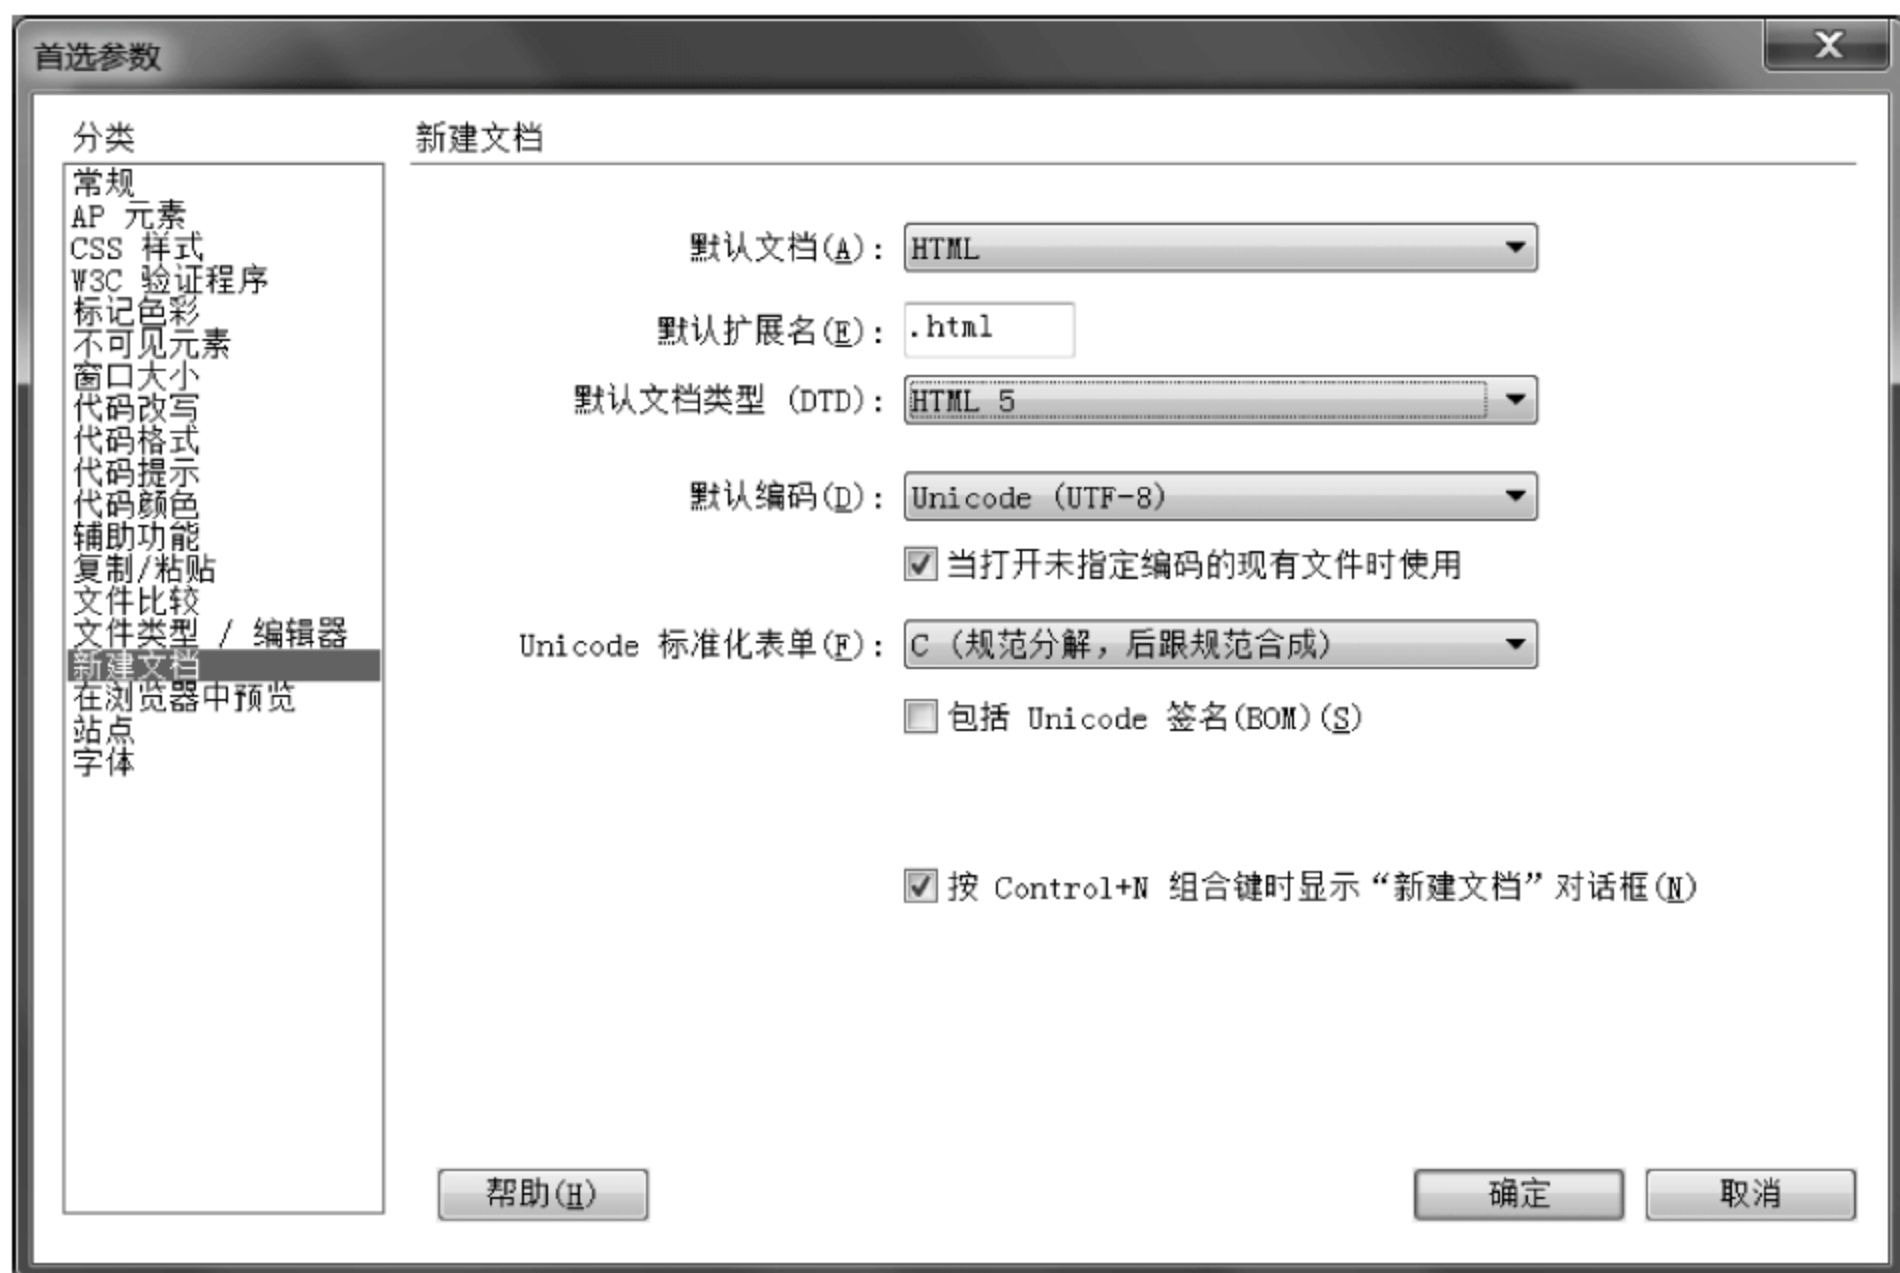 首选参数
分类
常规
AP 元素
CSS 样式
W3C 验证程序
标记色彩
不可见元素
窗口大小
代码改写
代码格式
代码提示
代码颜色
辅助功能
复制/粘贴
文件比较
文件类型 / 编辑器
新建文档
在浏览器中预览
站点
字体
新建文档
默认文档(A): HTML
默认扩展名(E): .html
默认文档类型 (DTD): HTML 5
默认编码(D): Unicode (UTF-8)
当打开未指定编码的现有文件时使用
Unicode 标准化表单(F): C (规范分解，后跟规范合成)
包括 Unicode 签名(BOM)(S)
按 Control+N 组合键时显示“新建文档”对话框(N)
帮助(H) 确定 取消